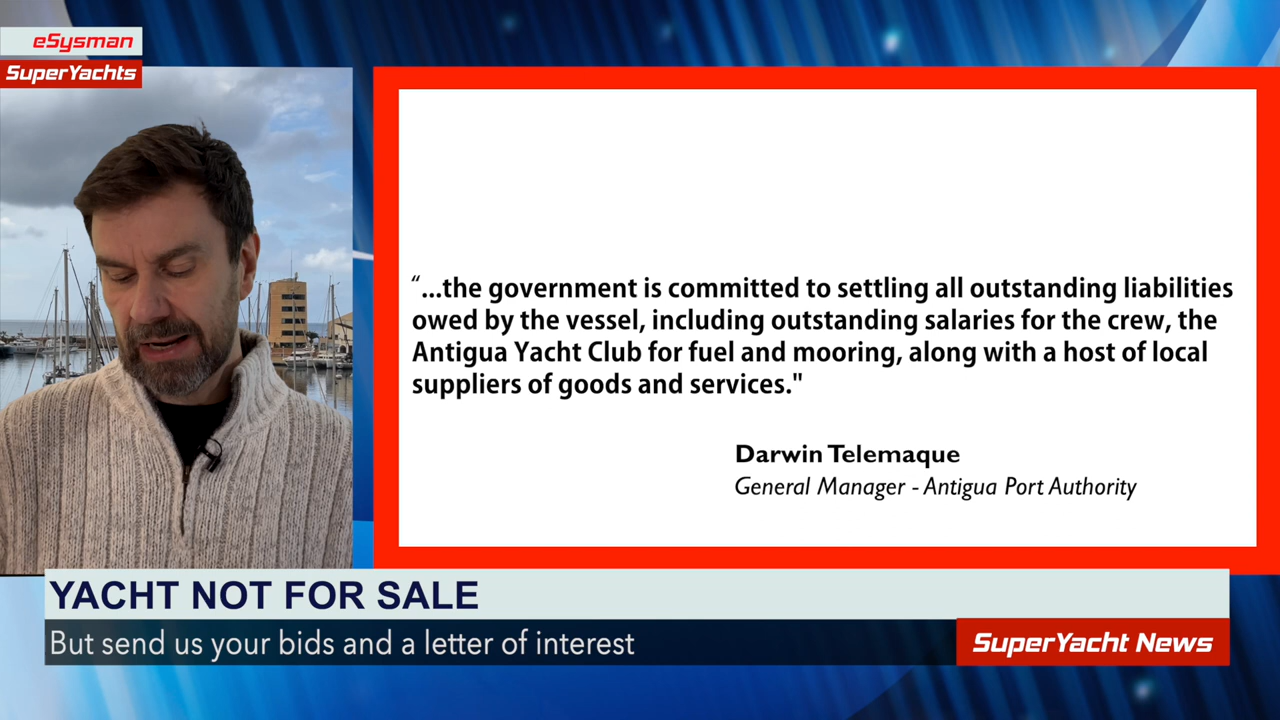 eSysman
SuperYachts
“...the government is committed to settling all outstanding liabilities
owed by the vessel, including outstanding salaries for the crew, the
Antigua Yacht Club for fuel and mooring, along with a host of local
suppliers of goods and services."
Darwin Telemaque
General Manager - Antigua Port Authority
YACHT NOT FOR SALE
But send us your bids and a letter of interest
SuperYacht News